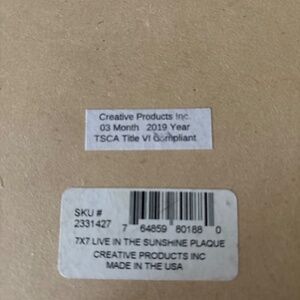 Creative Products Inc.
03 Month 2019 Year
TSCA Title VI Compliant
SKU #
2331427
7 64859 80188 0
7X7 LIVE IN THE SUNSHINE PLAQUE
CREATIVE PRODUCTS INC
MADE IN THE USA